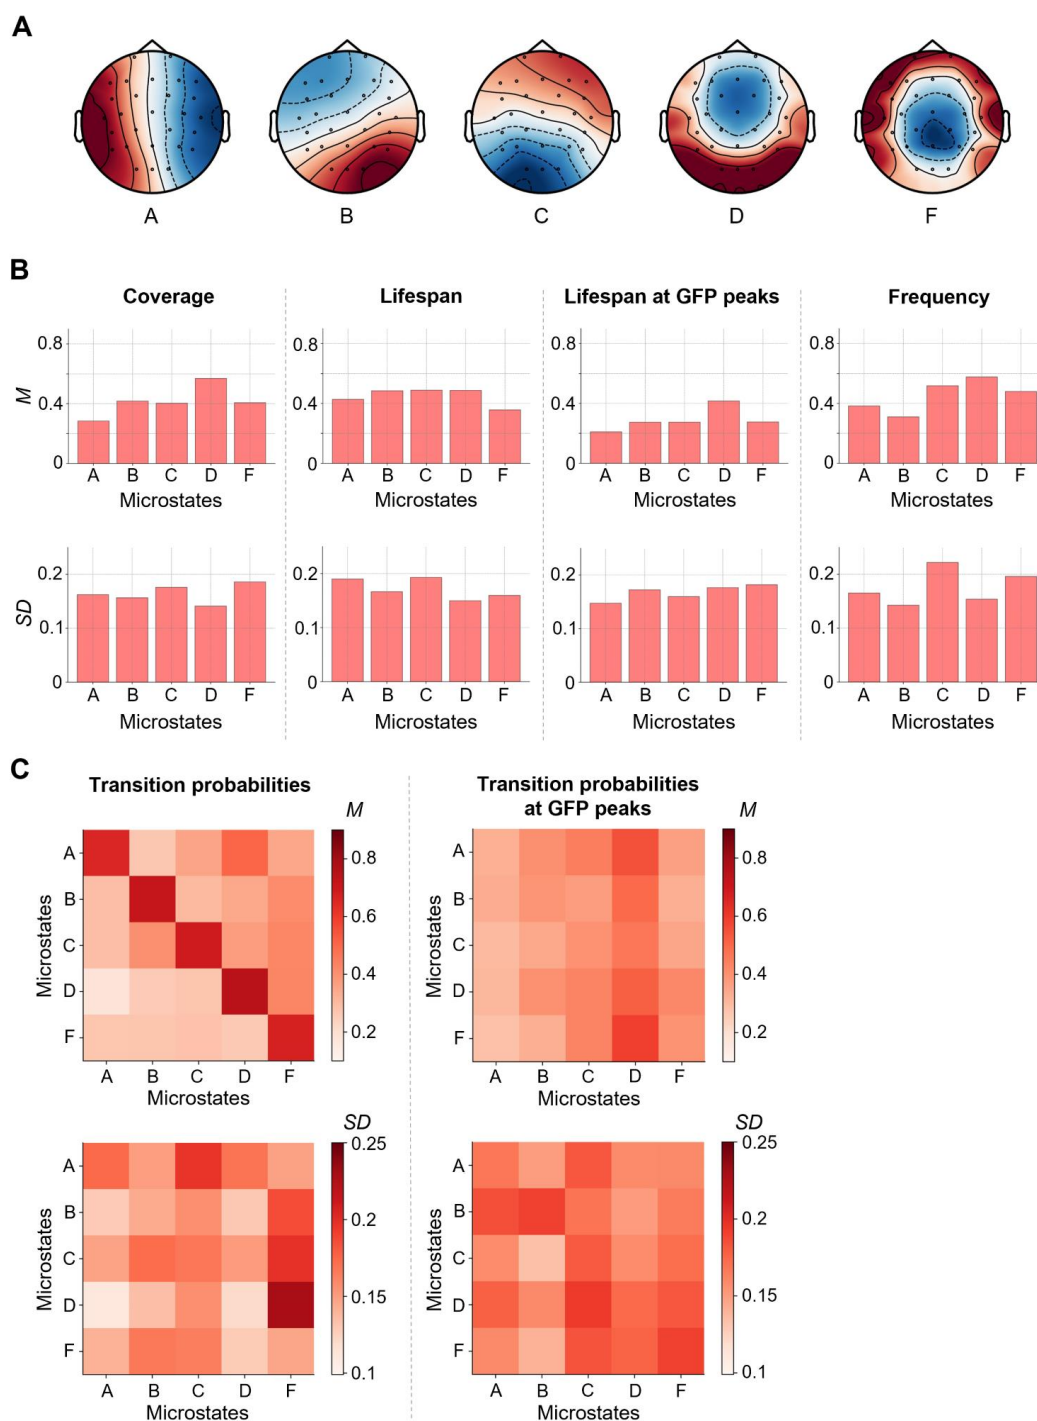 A
A B C D F
B
Coverage Lifespan Lifespan at GFP peaks Frequency
M
0.8 0.8 0.8 0.8
0.4 0.4 0.4 0.4
0 0 0 0
A B C D F A B C D F A B C D F A B C D F
Microstates Microstates Microstates Microstates
SD
0.2 0.2 0.2 0.2
0.1 0.1 0.1 0.1
0 0 0 0
A B C D F A B C D F A B C D F A B C D F
Microstates Microstates Microstates Microstates
C
Transition probabilities
M
Microstates
A
B
C
D
F
0.8
0.6
0.4
0.2
A B C D F
Microstates
Transition probabilities
at GFP peaks
M
Microstates
A
B
C
D
F
0.8
0.6
0.4
0.2
A B C D F
Microstates
SD
Microstates
A
B
C
D
F
0.25
0.2
0.15
0.1
A B C D F
Microstates
SD
Microstates
A
B
C
D
F
0.25
0.2
0.15
0.1
A B C D F
Microstates